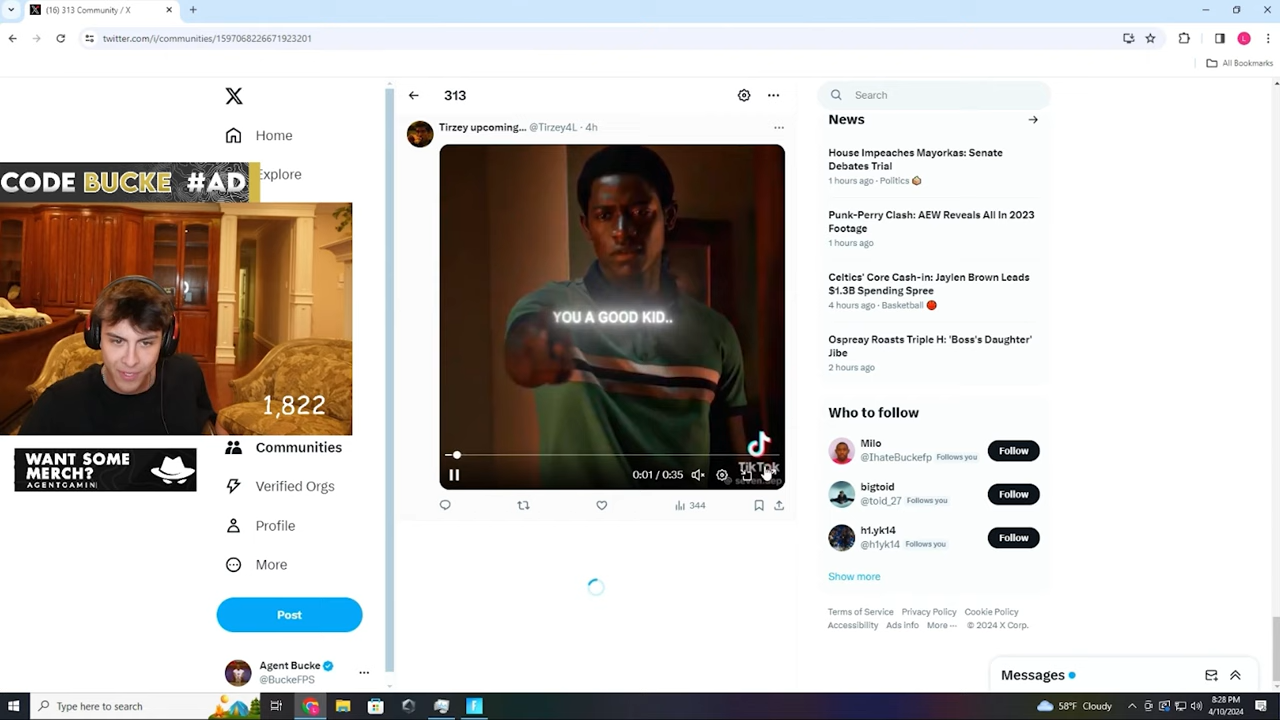 (16) 313 Community / X
twitter.com/i/communities/1597068226671923201
All Bookmarks
Home
Explore
CODE BUCKE #AD
1,822
WANT SOME
MERCH?
Communities
Verified Orgs
Profile
More
Post
Agent Bucke
@BuckeFPS
313
Tirzey upcoming... @Tirzey4L · 4h
YOU A GOOD KID..
0:01 / 0:35
TikTok
344
Search
News
House Impeaches Mayorkas: Senate
Debates Trial
1 hours ago · Politics
Punk-Perry Clash: AEW Reveals All In 2023
Footage
1 hours ago
Celtics' Core Cash-in: Jaylen Brown Leads
$1.3B Spending Spree
4 hours ago · Basketball
Ospreay Roasts Triple H: 'Boss's Daughter'
Jibe
2 hours ago
Who to follow
Milo
@IhateBuckefp Follows you
Follow
bigtoid
@toid_27 Follows you
Follow
h1.yk14
@h1yk14 Follows you
Follow
Show more
Terms of Service Privacy Policy Cookie Policy
Accessibility Ads info More ··· © 2024 X Corp.
Messages
Type here to search
58°F Cloudy
8:28 PM
4/10/2024